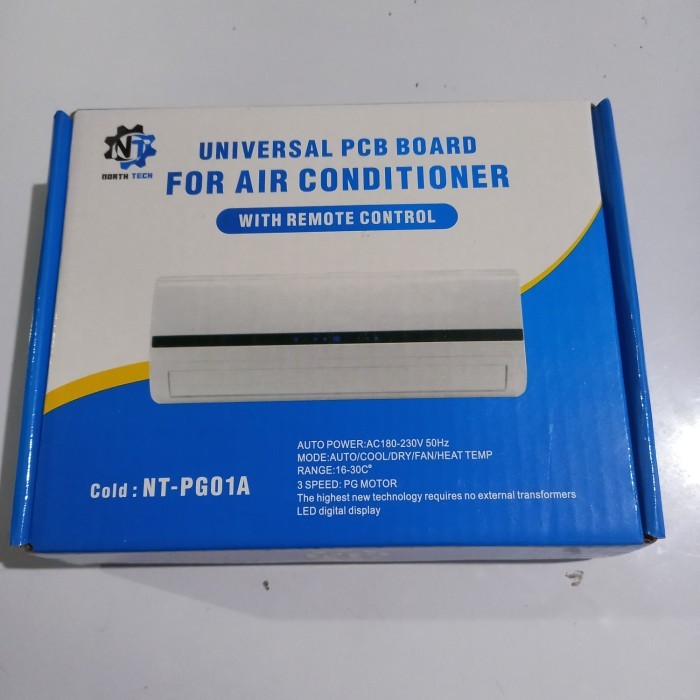 NT
NORTH TECH
UNIVERSAL PCB BOARD
FOR AIR CONDITIONER
WITH REMOTE CONTROL
AUTO POWER:AC180-230V 50Hz
MODE:AUTO/COOL/DRY/FAN/HEAT TEMP
RANGE:16-30C°
3 SPEED: PG MOTOR
The highest new technology requires no external transformers
LED digital display
Cold: NT-PG01A